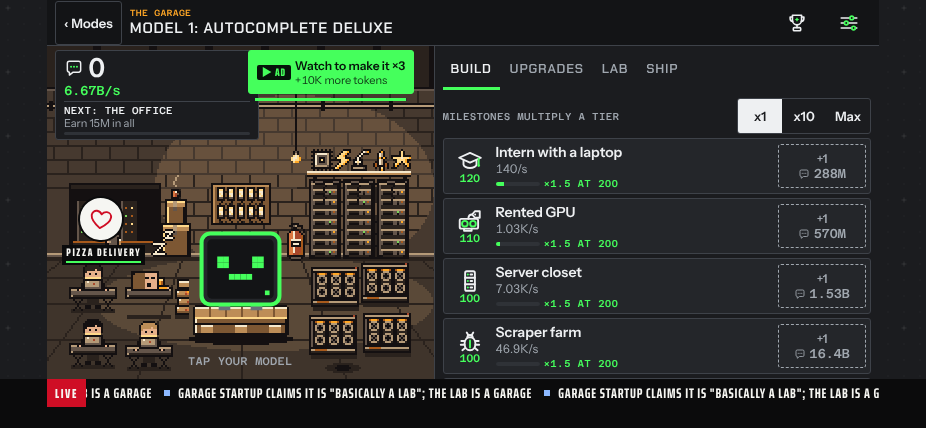 ‹ Modes
THE GARAGE
MODEL 1: AUTOCOMPLETE DELUXE
0
6.67B/s
NEXT: THE OFFICE
Earn 15M in all
AD
Watch to make it ×3
+10K more tokens
PIZZA DELIVERY
TAP YOUR MODEL
BUILD UPGRADES LAB SHIP
MILESTONES MULTIPLY A TIER
x1 x10 Max
Intern with a laptop
140/s
120
×1.5 AT 200
+1
288M
Rented GPU
1.03K/s
110
×1.5 AT 200
+1
570M
Server closet
7.03K/s
100
×1.5 AT 200
+1
1.53B
Scraper farm
46.9K/s
100
×1.5 AT 200
+1
16.4B
LIVE
IS A GARAGE GARAGE STARTUP CLAIMS IT IS "BASICALLY A LAB"; THE LAB IS A GARAGE GARAGE STARTUP CLAIMS IT IS "BASICALLY A LAB"; THE LAB IS A G